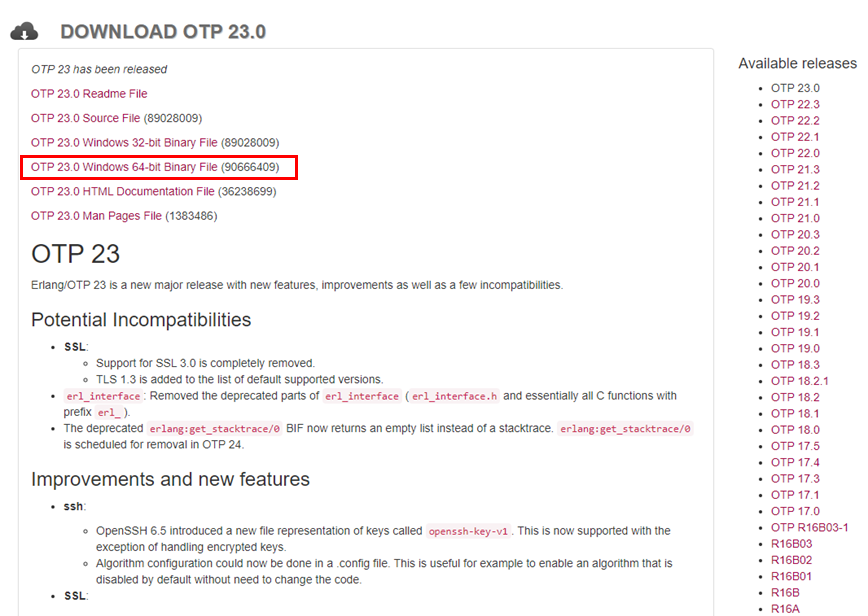 DOWNLOAD OTP 23.0
OTP 23 has been released
OTP 23.0 Readme File
OTP 23.0 Source File (89028009)
OTP 23.0 Windows 32-bit Binary File (89028009)
OTP 23.0 Windows 64-bit Binary File (90666409)
OTP 23.0 HTML Documentation File (36238699)
OTP 23.0 Man Pages File (1383486)
OTP 23
Erlang/OTP 23 is a new major release with new features, improvements as well as a few incompatibilities.
Potential Incompatibilities
SSL:
Support for SSL 3.0 is completely removed.
TLS 1.3 is added to the list of default supported versions.
erl_interface: Removed the deprecated parts of erl_interface (erl_interface.h and essentially all C functions with
prefix erl_).
The deprecated erlang:get_stacktrace/0 BIF now returns an empty list instead of a stacktrace. erlang:get_stacktrace/0
is scheduled for removal in OTP 24.
Improvements and new features
ssh:
OpenSSH 6.5 introduced a new file representation of keys called openssh-key-v1. This is now supported with the
exception of handling encrypted keys.
Algorithm configuration could now be done in a .config file. This is useful for example to enable an algorithm that is
disabled by default without need to change the code.
SSL:
Available releases
OTP 23.0
OTP 22.3
OTP 22.2
OTP 22.1
OTP 22.0
OTP 21.3
OTP 21.2
OTP 21.1
OTP 21.0
OTP 20.3
OTP 20.2
OTP 20.1
OTP 20.0
OTP 19.3
OTP 19.2
OTP 19.1
OTP 19.0
OTP 18.3
OTP 18.2.1
OTP 18.2
OTP 18.1
OTP 18.0
OTP 17.5
OTP 17.4
OTP 17.3
OTP 17.1
OTP 17.0
OTP R16B03-1
R16B03
R16B02
R16B01
R16B
R16A